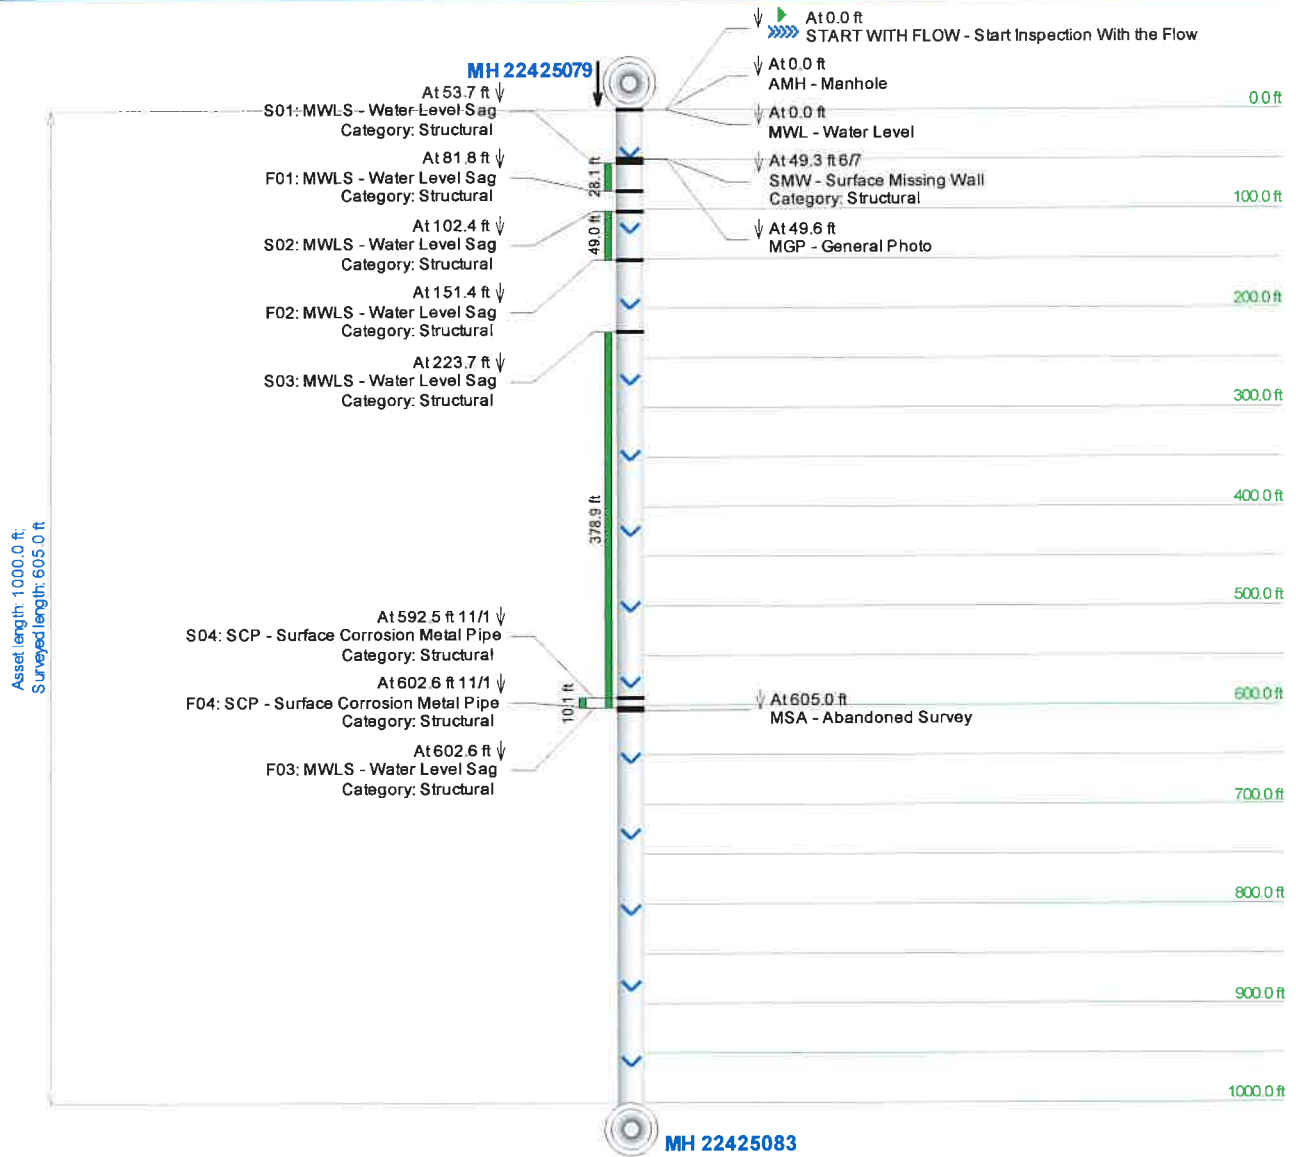 At 0.0 ft
START WITH FLOW - Start Inspection With the Flow
At 0.0 ft
AMH - Manhole
At 0.0 ft
MWL - Water Level
At 49.3 ft 6/7
SMW - Surface Missing Wall
Category: Structural
At 49.6 ft
MGP - General Photo
MH 22425079
At 53.7 ft
S01: MWLS - Water Level Sag
Category: Structural
At 81.8 ft
F01: MWLS - Water Level Sag
Category: Structural
At 102.4 ft
S02: MWLS - Water Level Sag
Category: Structural
At 151.4 ft
F02: MWLS - Water Level Sag
Category: Structural
At 223.7 ft
S03: MWLS - Water Level Sag
Category: Structural
28.1 ft
49.0 ft
378.9 ft
Asset length: 1000.0 ft;
Surveyed length: 605.0 ft
At 592.5 ft 11/1
S04: SCP - Surface Corrosion Metal Pipe
Category: Structural
At 602.6 ft 11/1
F04: SCP - Surface Corrosion Metal Pipe
Category: Structural
At 602.6 ft
F03: MWLS - Water Level Sag
Category: Structural
10.1 ft
At 605.0 ft
MSA - Abandoned Survey
0.0 ft
100.0 ft
200.0 ft
300.0 ft
400.0 ft
500.0 ft
600.0 ft
700.0 ft
800.0 ft
900.0 ft
1000.0 ft
MH 22425083